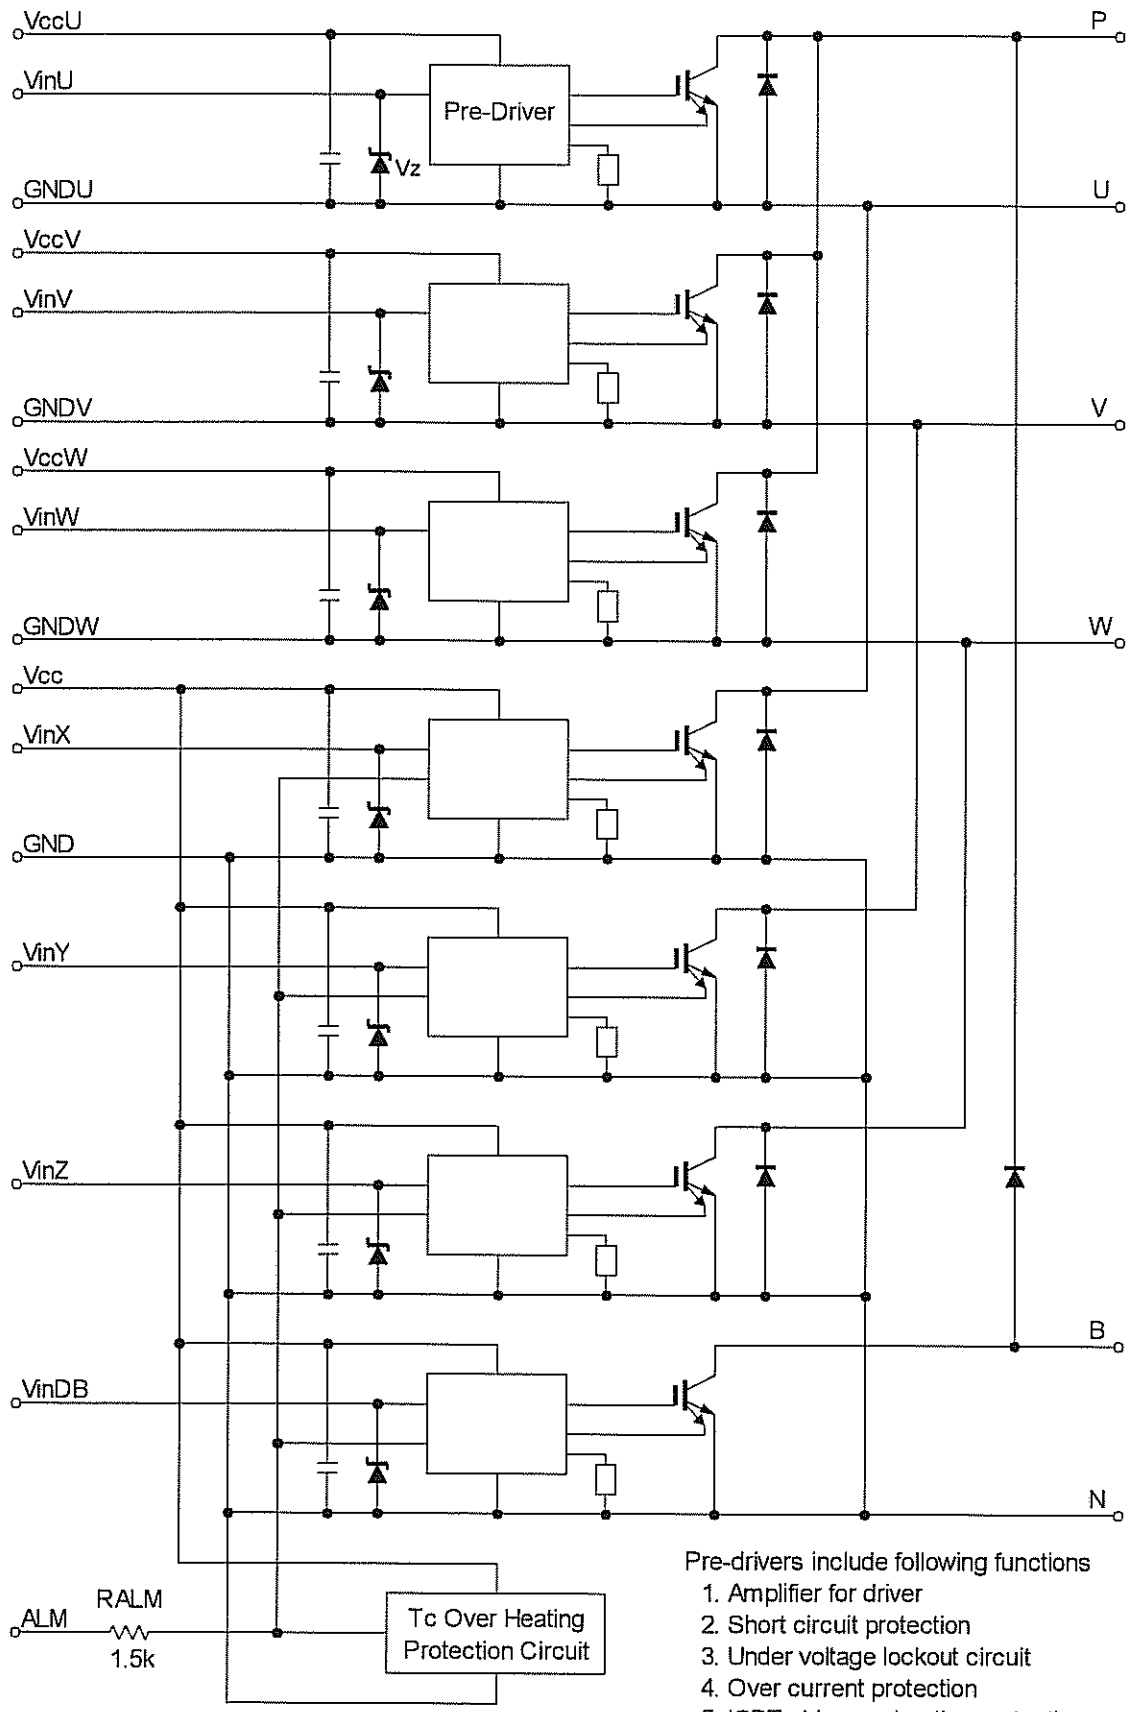 VccU
P
VinU
Pre-Driver
Vz
GNDU
U
VccV
VinV
GNDV
V
VccW
VinW
GNDW
W
Vcc
VinX
GND
VinY
VinZ
B
VinDB
N
Pre-drivers include following functions
1. Amplifier for driver
2. Short circuit protection
3. Under voltage lockout circuit
4. Over current protection
5.
RALM
ALM
1.5k
Tc Over Heating
Protection Circuit